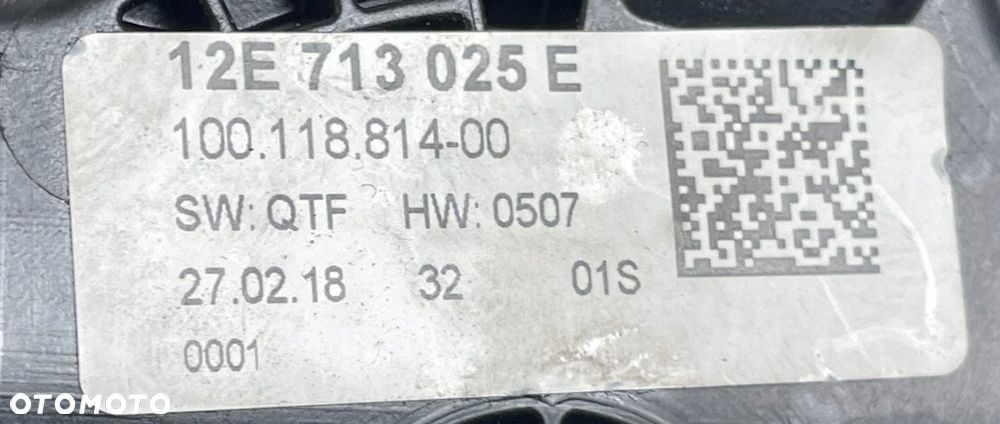 12E 713 025 E
100.118.814-00
SW: QTF HW: 0507
27.02.18 32 01S
0001
OTOMOTO